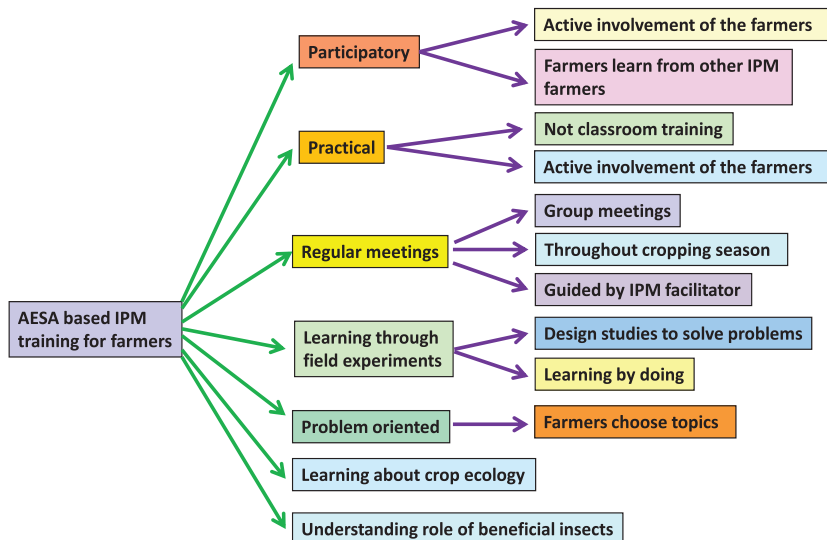 Active involvement of the farmers
Participatory
Farmers learn from other IPM
farmers
Not classroom training
Practical
Active involvement of the farmers
Group meetings
Regular meetings
Throughout cropping season
Guided by IPM facilitator
AESA based IPM
training for farmers
Learning through
field experiments
Design studies to solve problems
Learning by doing
Problem oriented
Farmers choose topics
Learning about crop ecology
Understanding role of beneficial insects